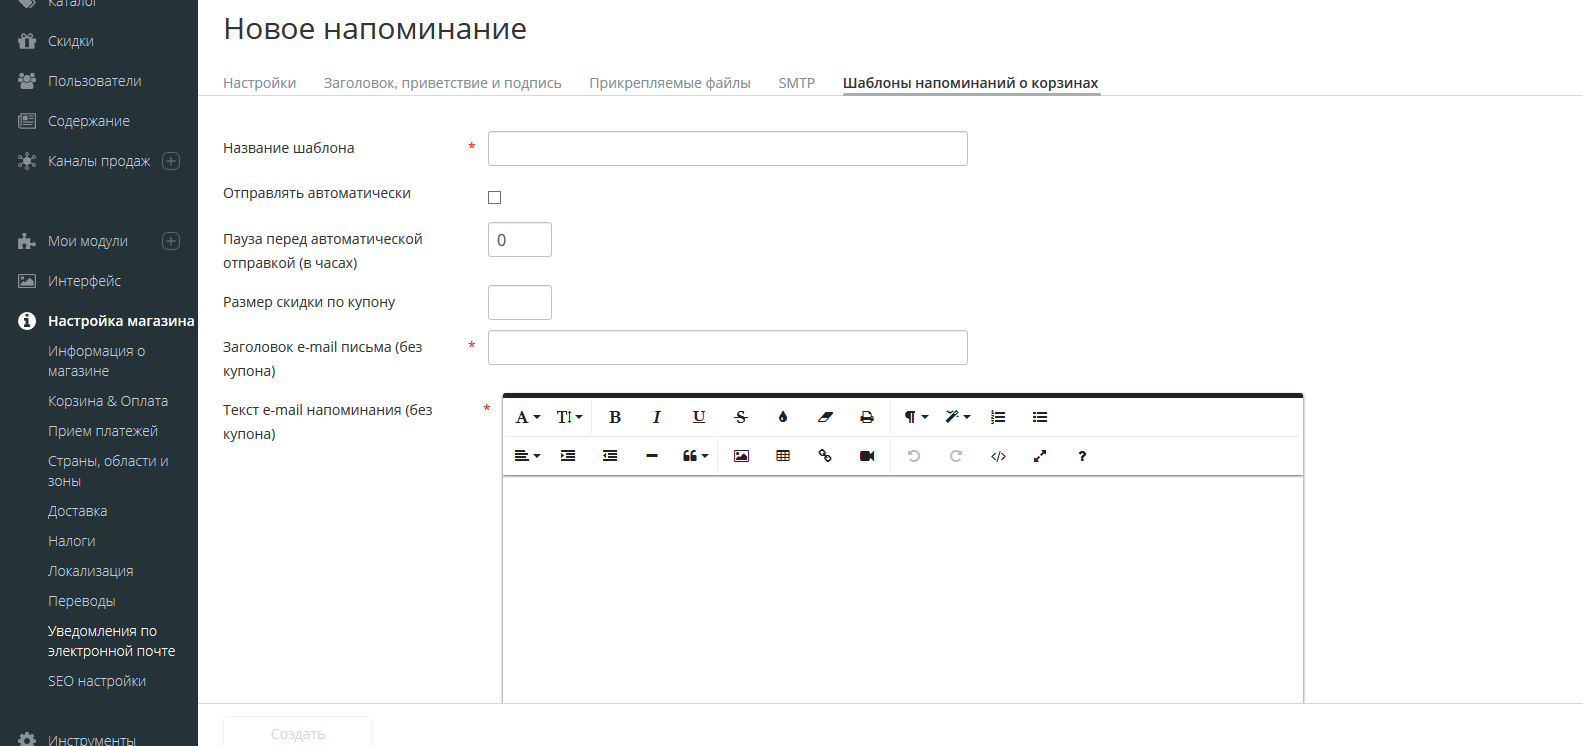 Каталог
Скидки
Пользователи
Содержание
Каналы продаж
Мои модули
Интерфейс
Настройка магазина
Информация о
магазине
Корзина & Оплата
Прием платежей
Страны, области и
зоны
Доставка
Налоги
Локализация
Переводы
Уведомления по
электронной почте
SEO настройки
Инструменты
Новое напоминание
Настройки Заголовок, приветствие и подпись Прикрепляемые файлы SMTP Шаблоны напоминаний о корзинах
Название шаблона *
Отправлять автоматически
Пауза перед автоматической
отправкой (в часах)
0
Размер скидки по купону
Заголовок e-mail письма (без *
купона)
Текст e-mail напоминания (без *
купона)
Создать